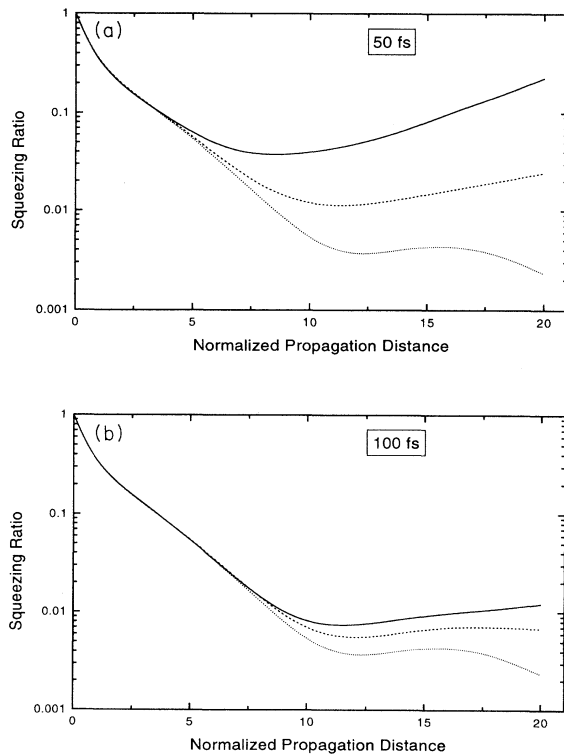 (a)
50 fs
1
0.1
0.01
0.001
Squeezing Ratio
0
5
10
15
20
Normalized Propagation Distance
(b)
100 fs
1
0.1
0.01
0.001
Squeezing Ratio
0
5
10
15
20
Normalized Propagation Distance